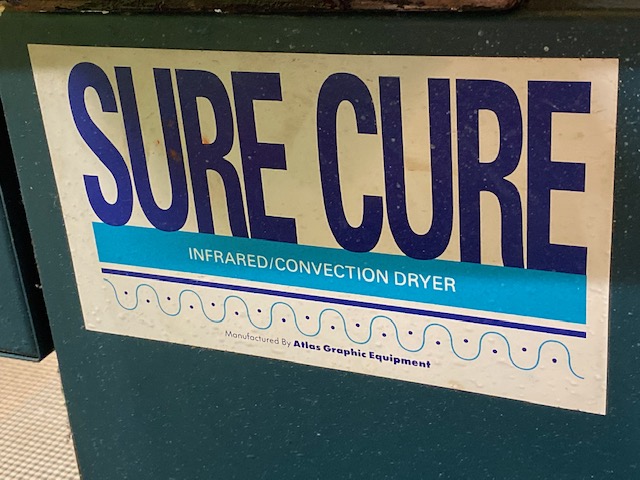 SURE CURE
INFRARED/CONVECTION DRYER
Manufactured By Atlas Graphic Equipment